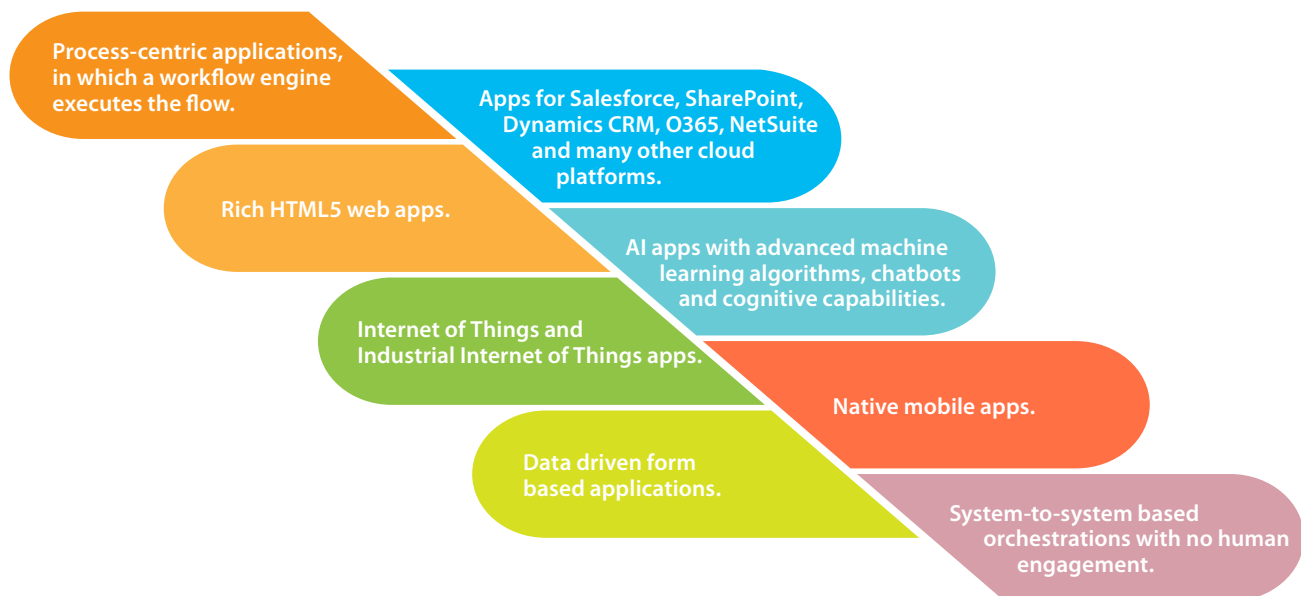 Process-centric applications,
in which a workflow engine
executes the flow.
Apps for Salesforce, SharePoint,
Dynamics CRM, O365, NetSuite
and many other cloud
platforms.
Rich HTML5 web apps.
AI apps with advanced machine
learning algorithms, chatbots
and cognitive capabilities.
Internet of Things and
Industrial Internet of Things apps.
Native mobile apps.
Data driven form
based applications.
System-to-system based
orchestrations with no human
engagement.